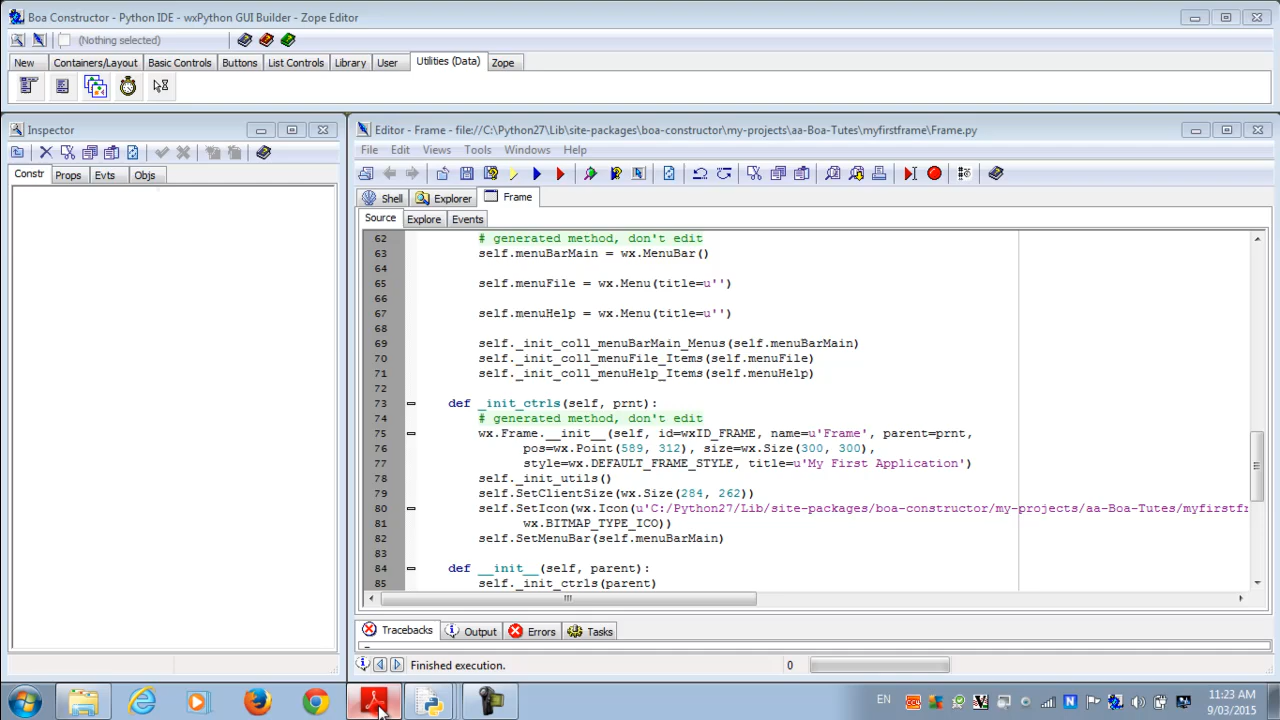 Boa Constructor - Python IDE - wxPython GUI Builder - Zope Editor
(Nothing selected)
New Containers/Layout Basic Controls Buttons List Controls Library User Utilities (Data) Zope
Inspector
Constr Props Evts Objs
Editor - Frame - file://C:\Python27\Lib\site-packages\boa-constructor\my-projects\aa-Boa-Tutes\myfirstframe\Frame.py
File Edit Views Tools Windows Help
Shell Explorer Frame
Source Explore Events
62 # generated method, don't edit
63 self.menuBarMain = wx.MenuBar()
64
65 self.menuFile = wx.Menu(title=u'')
66
67 self.menuHelp = wx.Menu(title=u'')
68
69 self._init_coll_menuBarMain_Menus(self.menuBarMain)
70 self._init_coll_menuFile_Items(self.menuFile)
71 self._init_coll_menuHelp_Items(self.menuHelp)
72
73 def _init_ctrls(self, prnt):
74 # generated method, don't edit
75 wx.Frame.__init__(self, id=wxID_FRAME, name=u'Frame', parent=prnt,
76 pos=wx.Point(589, 312), size=wx.Size(300, 300),
77 style=wx.DEFAULT_FRAME_STYLE, title=u'My First Application')
78 self._init_utils()
79 self.SetClientSize(wx.Size(284, 262))
80 self.SetIcon(wx.Icon(u'C:/Python27/Lib/site-packages/boa-constructor/my-projects/aa-Boa-Tutes/myfirstfr
81 wx.BITMAP_TYPE_ICO))
82 self.SetMenuBar(self.menuBarMain)
83
84 def __init__(self, parent):
85 self._init_ctrls(parent)
Tracebacks Output Errors Tasks
Finished execution. 0
EN
11:23 AM
9/03/2015